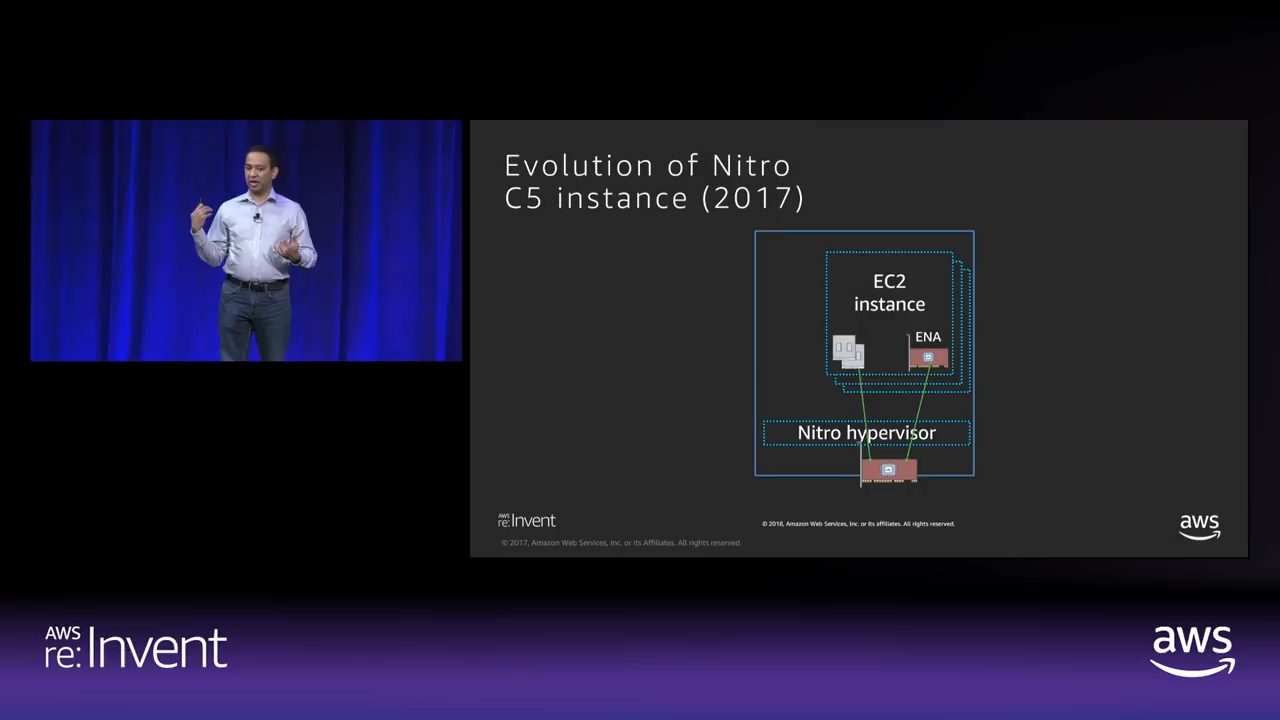 Evolution of Nitro
C5 instance (2017)
EC2
instance
ENA
Nitro hypervisor
AWS
re:Invent
© 2018, Amazon Web Services, Inc. or its affiliates. All rights reserved.
aws
© 2017, Amazon Web Services, Inc. or its Affiliates. All rights reserved.
AWS
re:Invent
aws